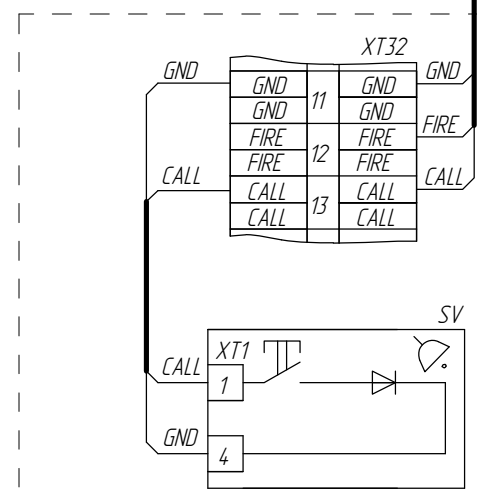 XT32
GND GND GND GND
GND 11 GND
FIRE FIRE FIRE
FIRE 12 FIRE
CALL CALL CALL CALL
CALL 13 CALL
SV
XT1
CALL 1
GND 4